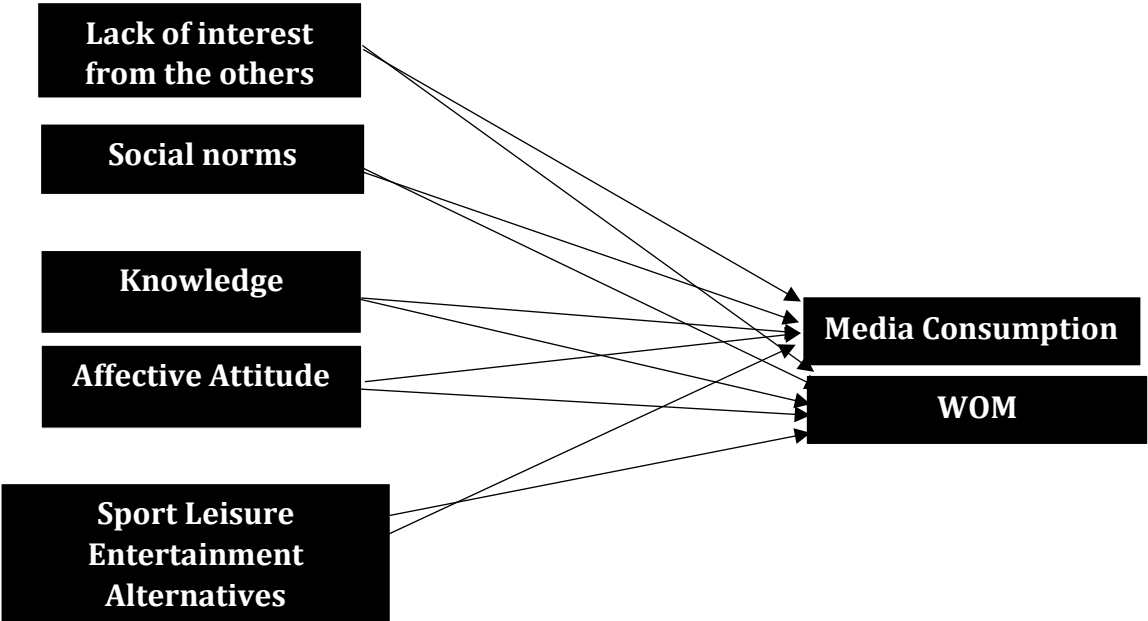 Lack of interest
from the others
Social norms
Knowledge
Affective Attitude
Sport Leisure
Entertainment
Alternatives
Media Consumption
WOM